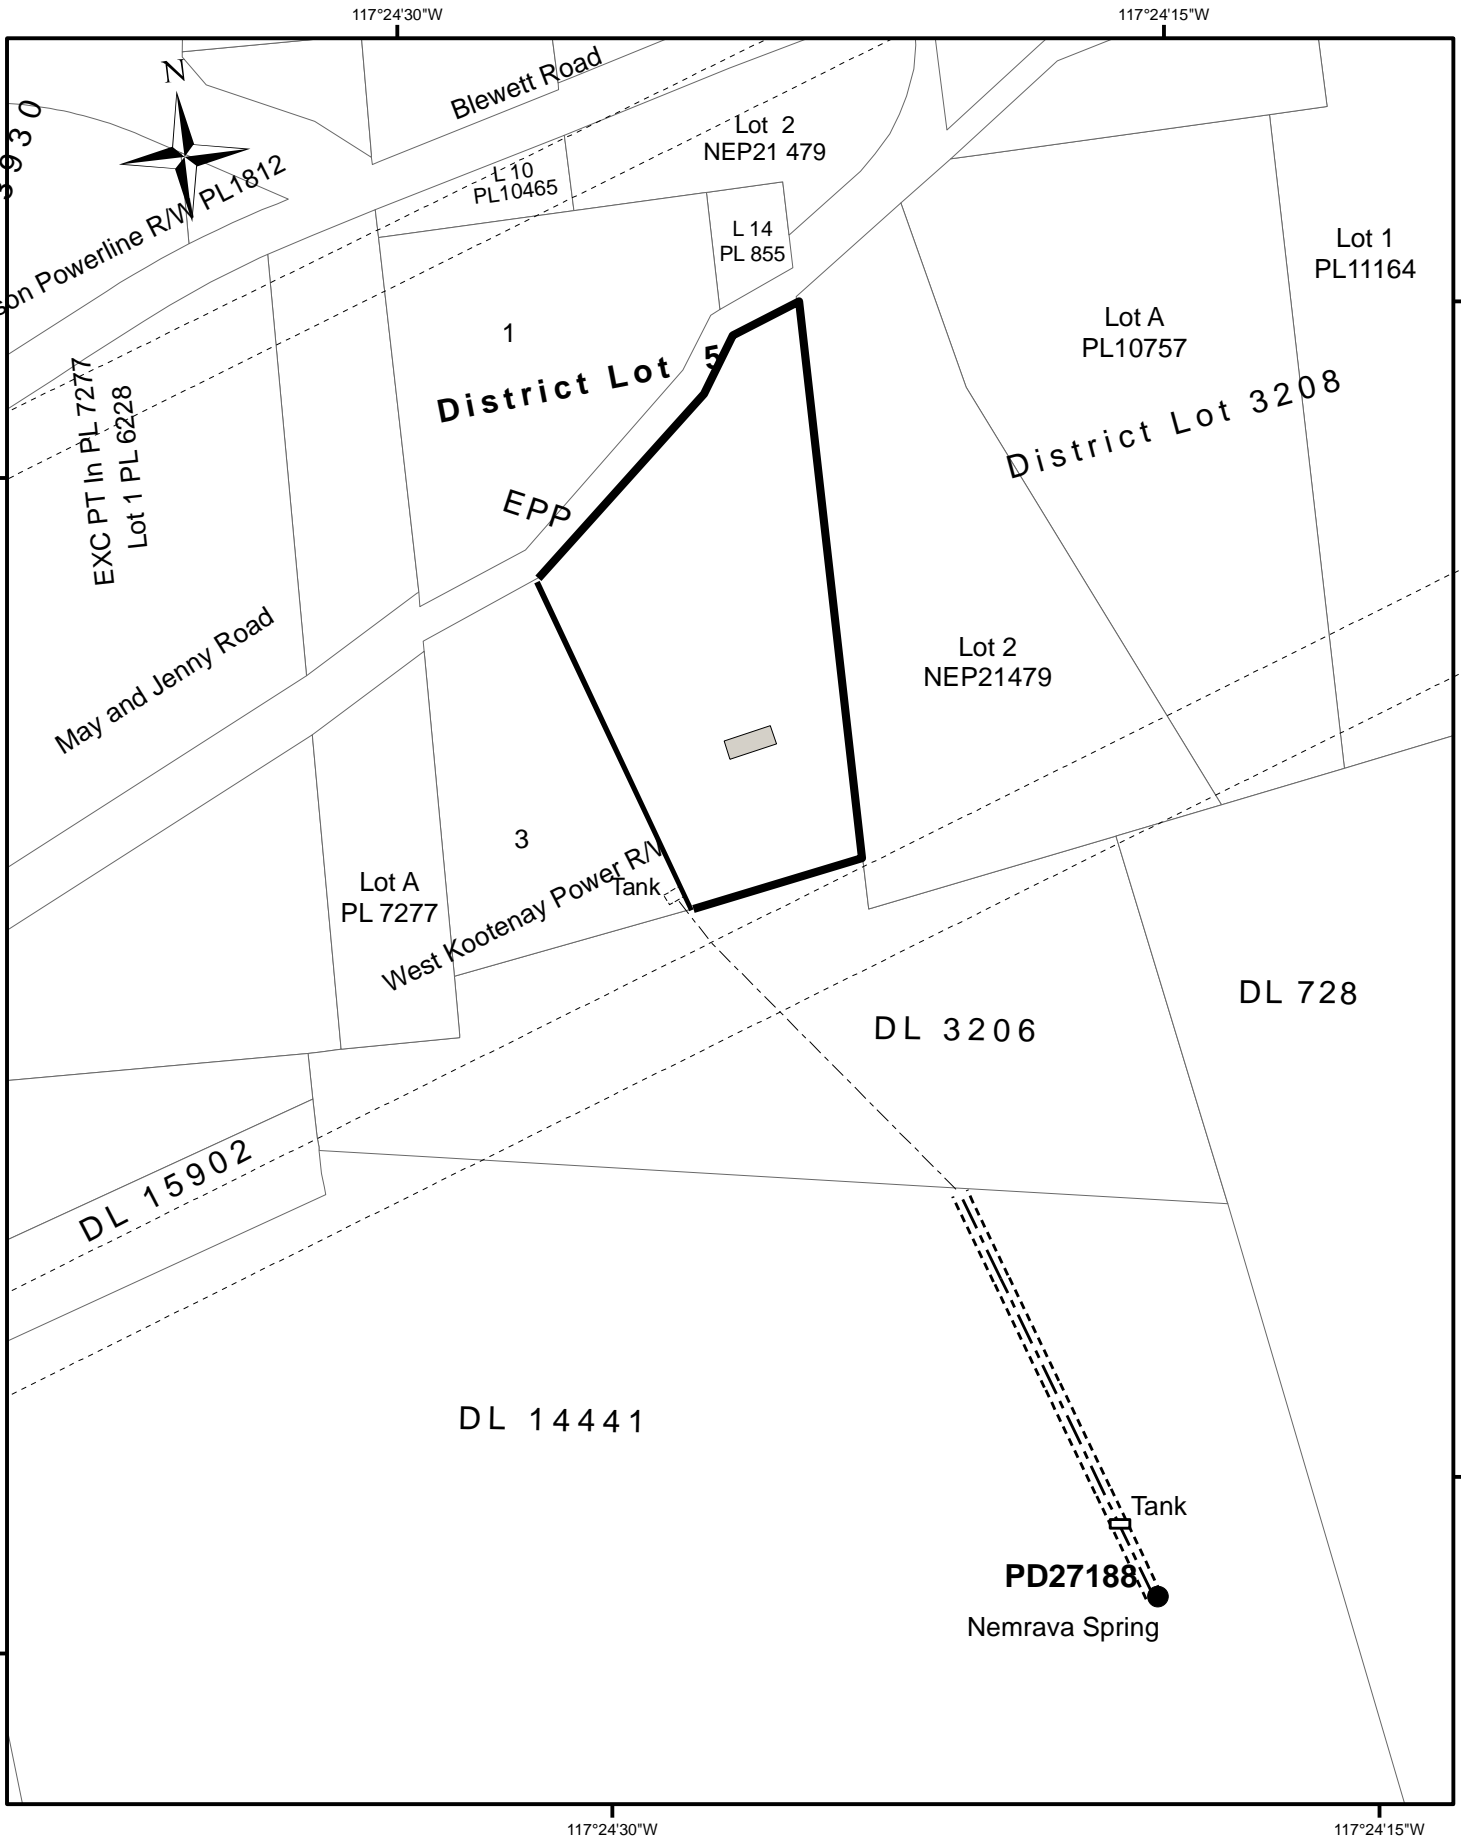 117°24'30"W
117°24'15"W
N
Blewett Road
Lot 2
NEP21 479
L 10
PL10465
PL1812
Powerline R/W
L 14
PL 855
Lot 1
PL11164
Lot A
PL10757
1
District Lot 5
District Lot 3208
EXC PT In PL 7277
Lot 1 PL 6228
EPP
May and Jenny Road
Lot 2
NEP21479
3
Tank
Lot A
PL 7277
West Kootenay Power R/W
DL 728
DL 3206
DL 15902
DL 14441
Tank
PD27188
Nemrava Spring
117°24'30"W
117°24'15"W